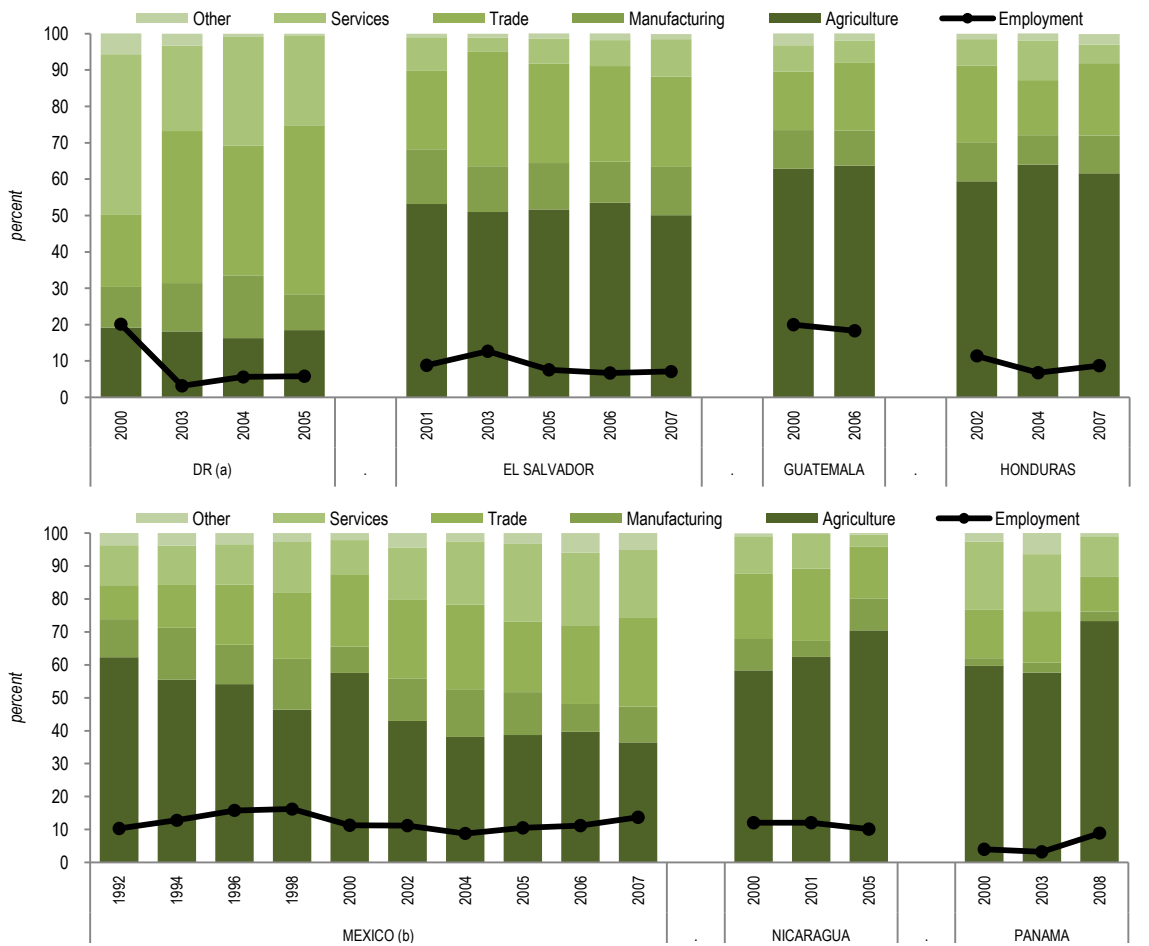 Other Services Trade Manufacturing Agriculture Employment
100
90
80
70
60
50
40
30
20
10
0
percent
2000 2003 2004 2005 2001 2003 2005 2006 2007 2000 2006 2002 2004 2007
DR (a) . EL SALVADOR . GUATEMALA . HONDURAS
Other Services Trade Manufacturing Agriculture Employment
100
90
80
70
60
50
40
30
20
10
0
percent
1992 1994 1996 1998 2000 2002 2004 2005 2006 2007 2000 2001 2005 2000 2003 2008
MEXICO (b) . NICARAGUA . PANAMA